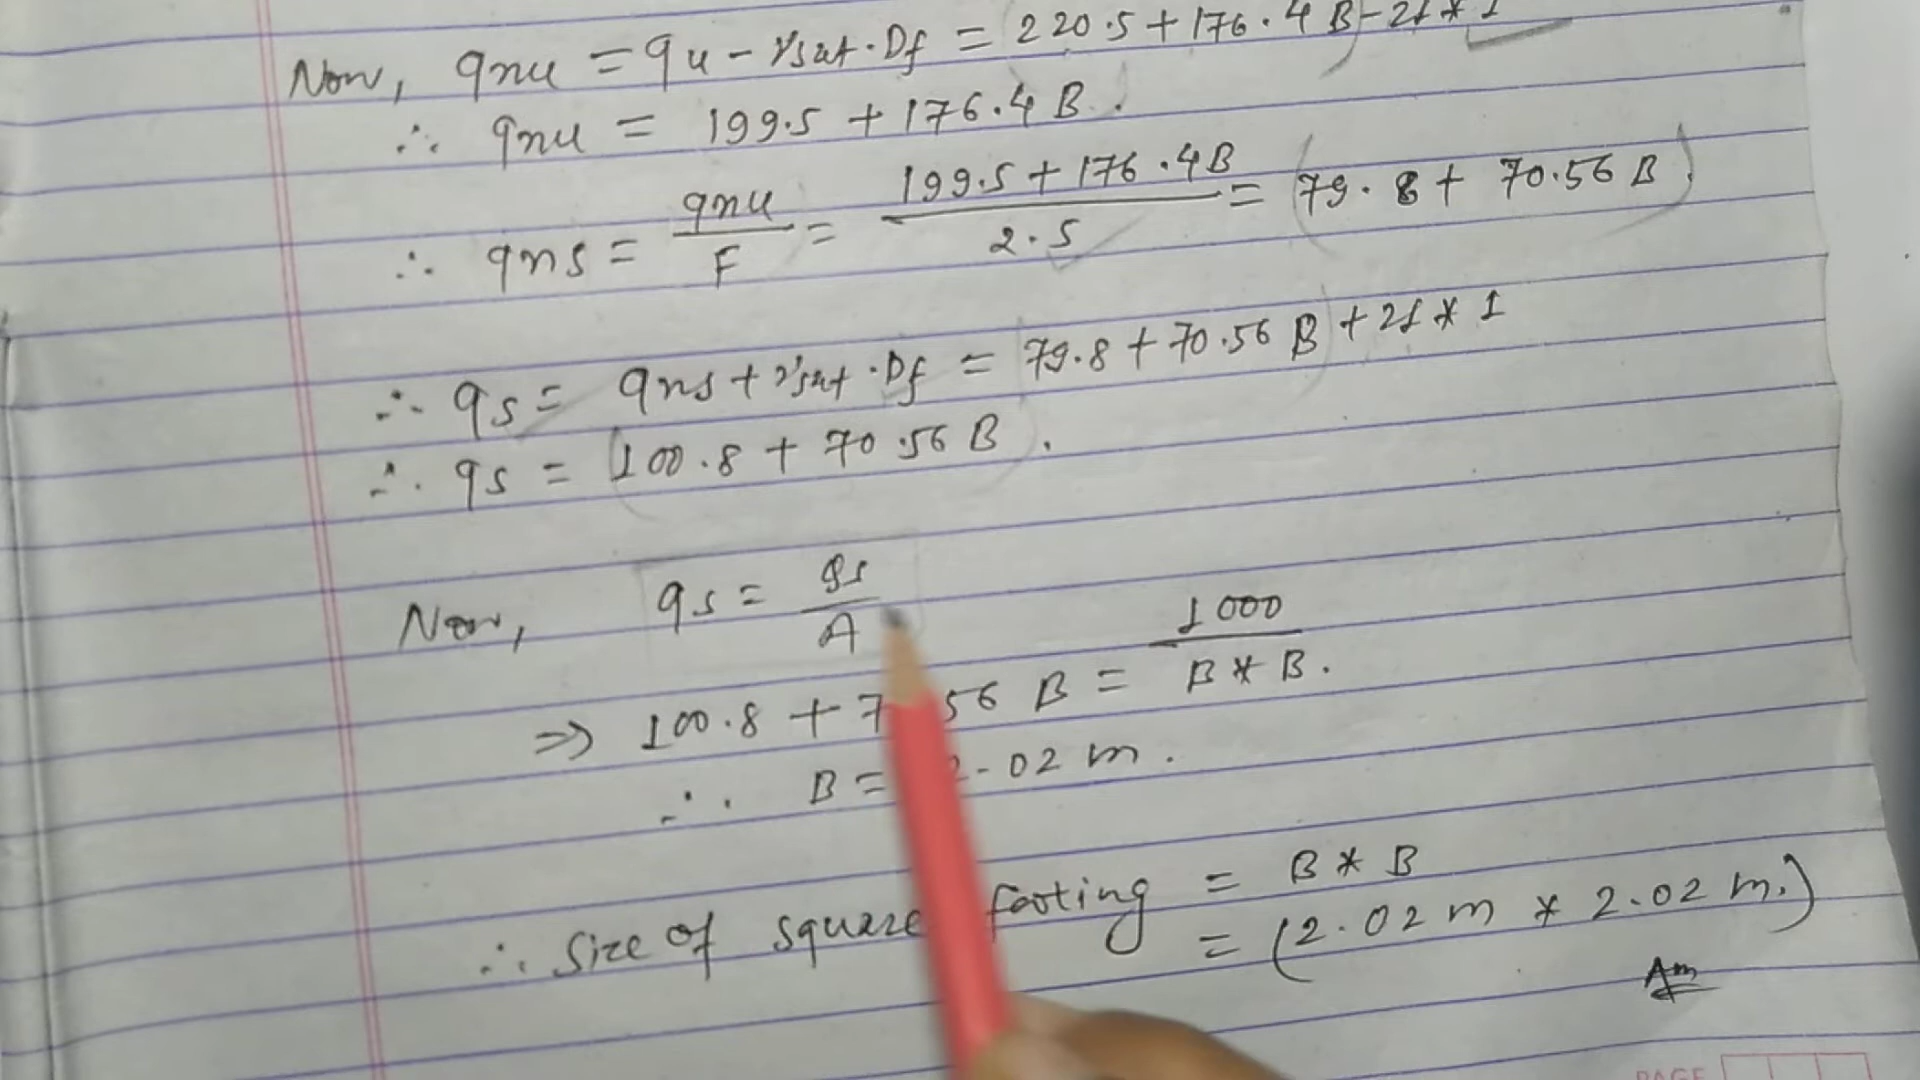 Now, qnu = qu - γsat·Df = (220.5 + 176.4 B) - 21 * 1
∴ qnu = 199.5 + 176.4 B.
∴ qns = qnu / F = (199.5 + 176.4 B) / 2.5 = (79.8 + 70.56 B)
∴ qs = qns + γsat·Df = (79.8 + 70.56 B) + 21 * 1
∴ qs = (100.8 + 70.56 B).
Now, qs = Qs / A
⇒ 100.8 + 7 56 B = 1000 / B * B.
∴ B = 2.02 m.
∴ Size of square footing = B * B
= (2.02 m * 2.02 m.)
Ans
PAGE